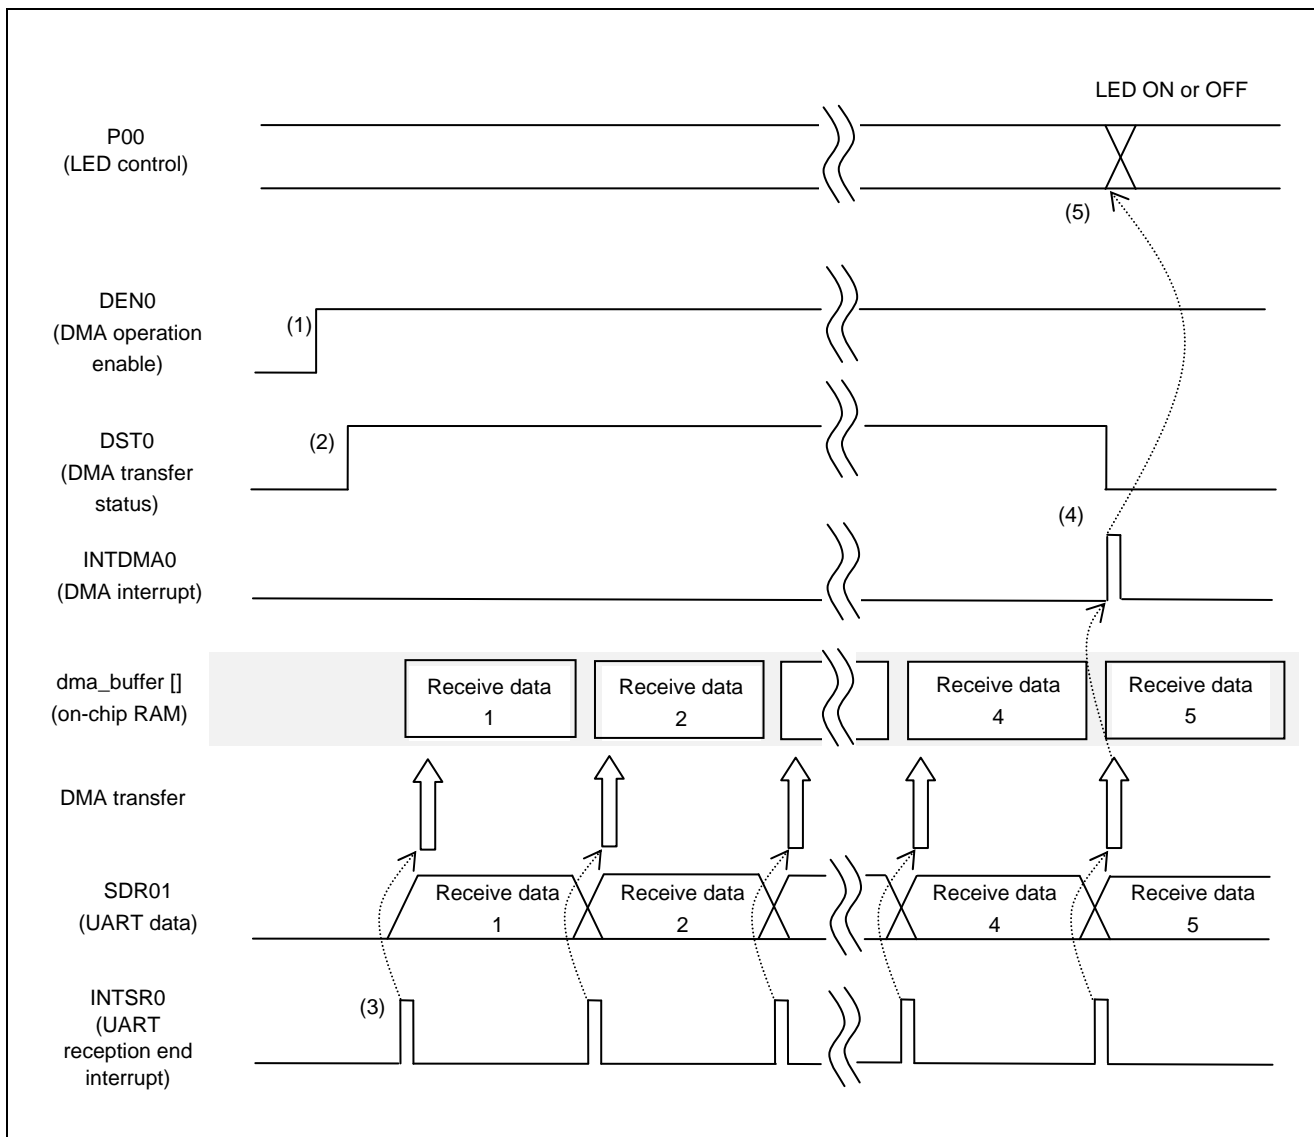 LED ON or OFF
P00
(LED control)
(5)
DEN0
(DMA operation
enable)
(1)
DST0
(DMA transfer
status)
(2)
(4)
INTDMA0
(DMA interrupt)
dma_buffer []
(on-chip RAM)
Receive data
1
Receive data
2
Receive data
4
Receive data
5
DMA transfer
SDR01
(UART data)
Receive data
1
Receive data
2
Receive data
4
Receive data
5
INTSR0
(UART
reception end
interrupt)
(3)